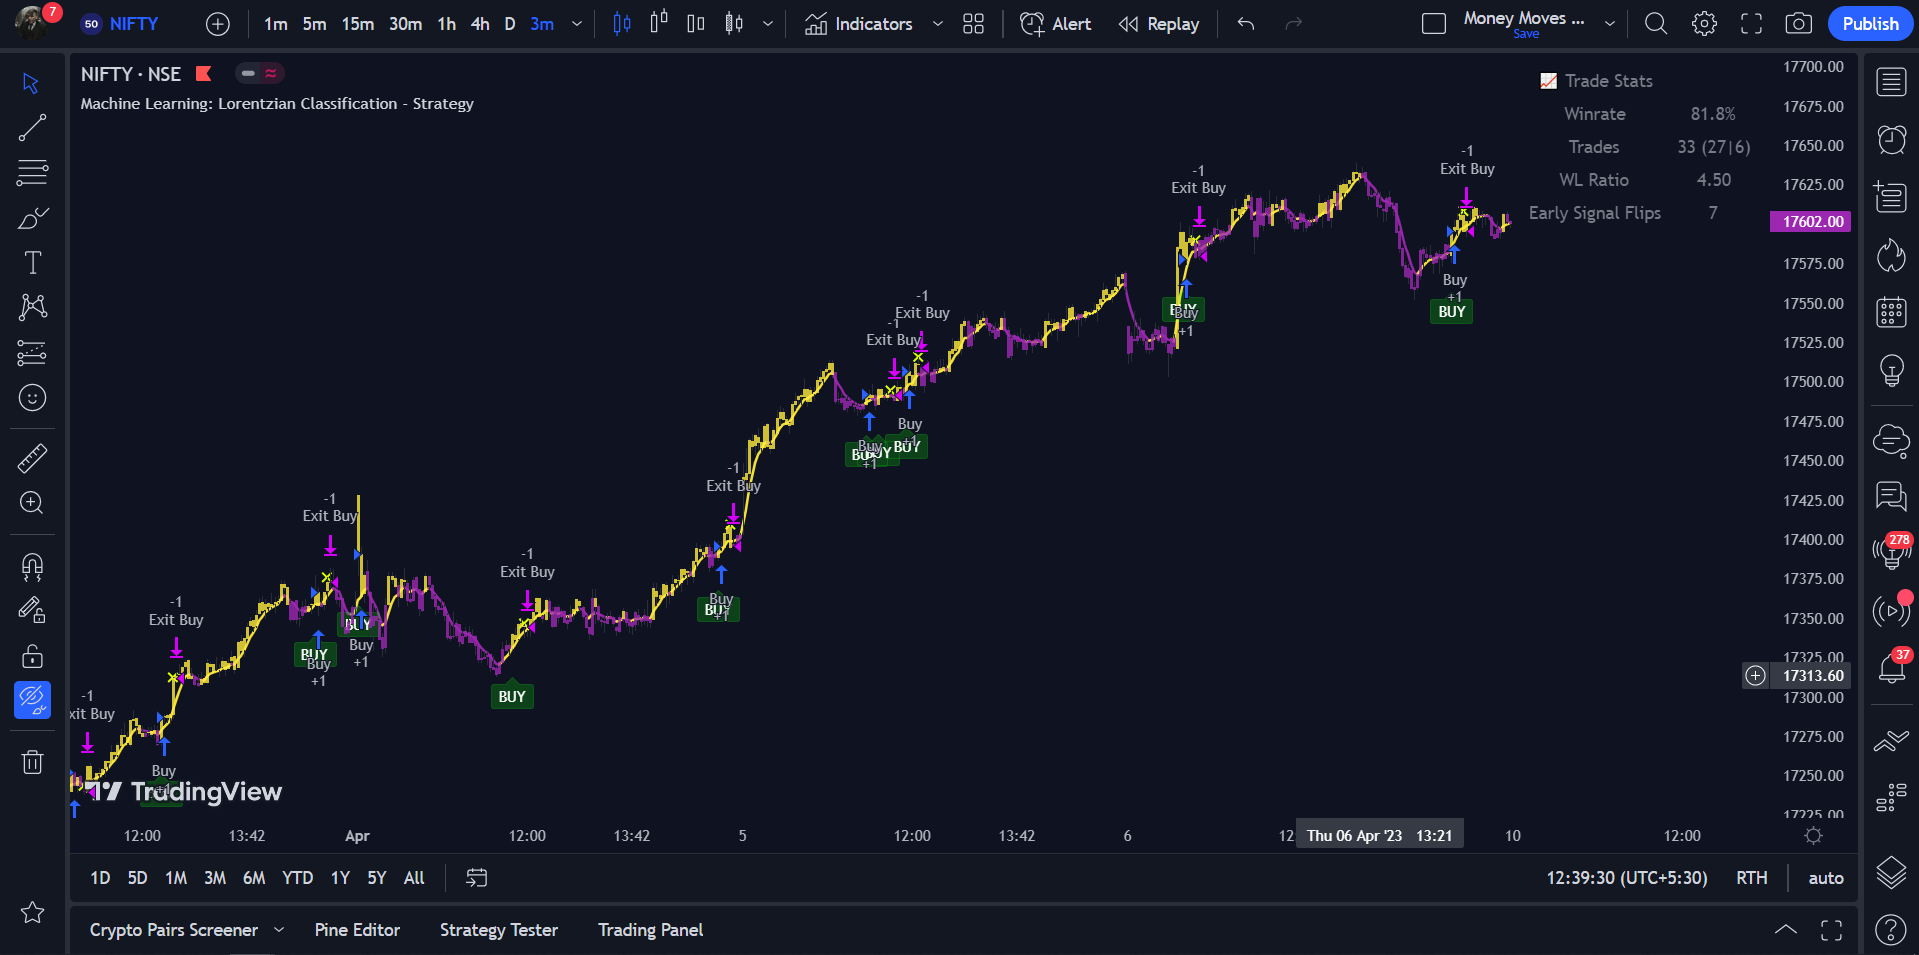 7
50 NIFTY 1m 5m 15m 30m 1h 4h D 3m Indicators Alert Replay Money Moves ... Save Publish
NIFTY · NSE
Machine Learning: Lorentzian Classification - Strategy
📈 Trade Stats
Winrate 81.8%
Trades 33 (27|6)
WL Ratio 4.50
Early Signal Flips 7
17700.00
17675.00
17650.00
17625.00
17602.00
17575.00
17550.00
17525.00
17500.00
17475.00
17450.00
17425.00
17400.00
17375.00
17350.00
17325.00
17313.60
17300.00
17275.00
17250.00
17225.00
-1
xit Buy
-1
Exit Buy
Buy
+1
-1
Exit Buy
BUY
Buy
+1
BUY
Buy
+1
-1
Exit Buy
BUY
-1
Exit Buy
BUY
Buy
+1
-1
Exit Buy
-1
Exit Buy
BUY
Buy
+1
BUY
Buy
+1
BUY
-1
Exit Buy
BUY
Buy
+1
-1
Exit Buy
Buy
+1
BUY
TradingView
12:00 13:42 Apr 12:00 13:42 5 12:00 13:42 6 12: Thu 06 Apr '23 13:21 10 12:00
1D 5D 1M 3M 6M YTD 1Y 5Y All 12:39:30 (UTC+5:30) RTH auto
Crypto Pairs Screener Pine Editor Strategy Tester Trading Panel
278
37